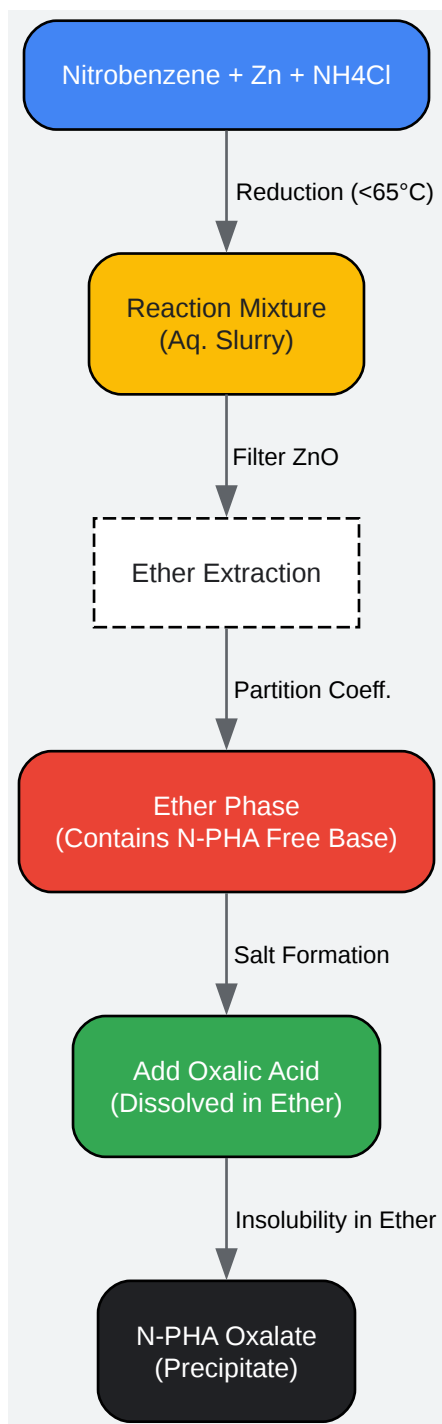 Nitrobenzene + Zn + NH4Cl
Reduction (<65°C)
Reaction Mixture
(Aq. Slurry)
Filter ZnO
Ether Extraction
Partition Coeff.
Ether Phase
(Contains N-PHA Free Base)
Salt Formation
Add Oxalic Acid
(Dissolved in Ether)
Insolubility in Ether
N-PHA Oxalate
(Precipitate)